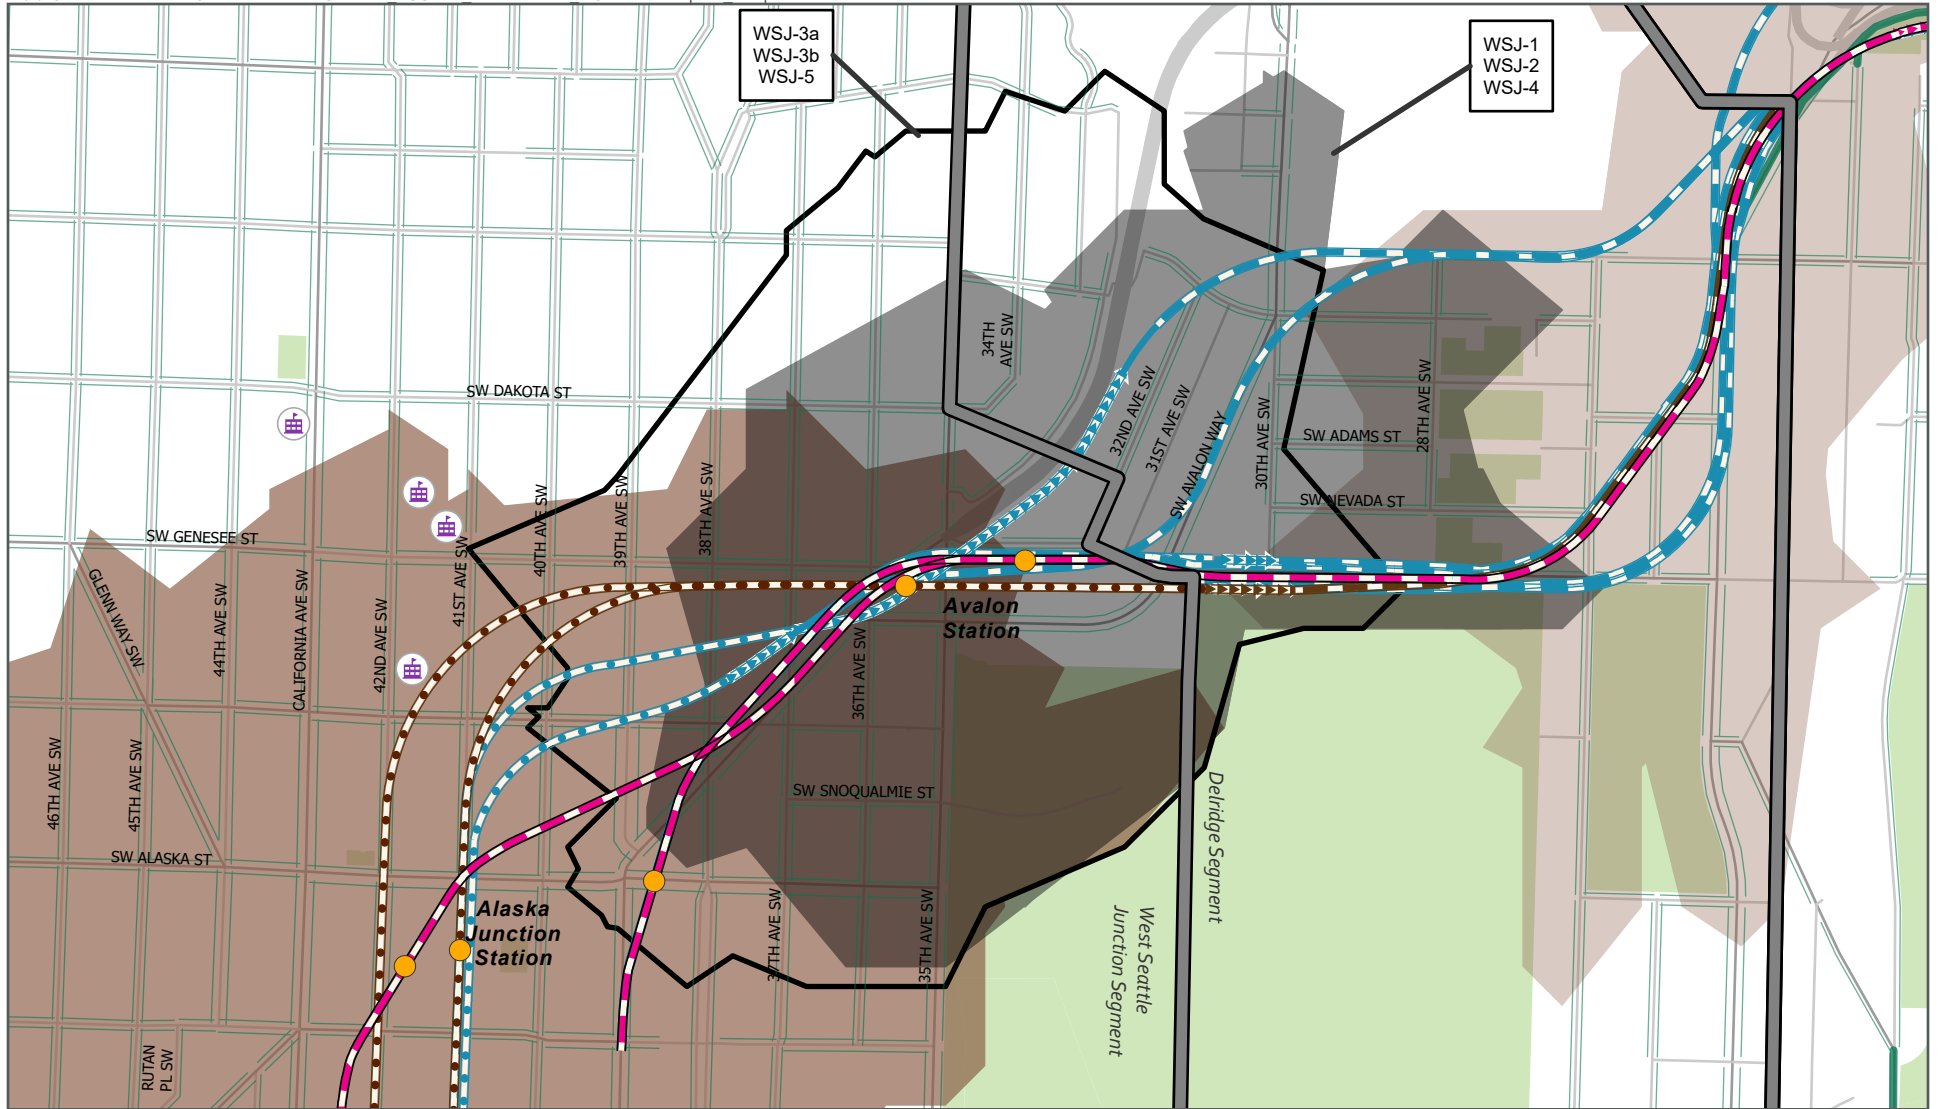 WSJ-3a
WSJ-3b
WSJ-5
WSJ-1
WSJ-2
WSJ-4
34TH
AVE SW
SW DAKOTA ST
32ND AVE SW
31ST AVE SW
SW AVALON WAY
30TH AVE SW
28TH AVE SW
SW ADAMS ST
SW NEVADA ST
SW GENESEE ST
GLENN WAY SW
44TH AVE SW
CALIFORNIA AVE SW
42ND AVE SW
41ST AVE SW
40TH AVE SW
39TH AVE SW
38TH AVE SW
Avalon
Station
36TH AVE SW
46TH AVE SW
45TH AVE SW
SW SNOQUALMIE ST
SW ALASKA ST
Alaska
Junction
Station
37TH AVE SW
35TH AVE SW
Delridge Segment
West Seattle
Junction Segment
RUTAN
PL SW